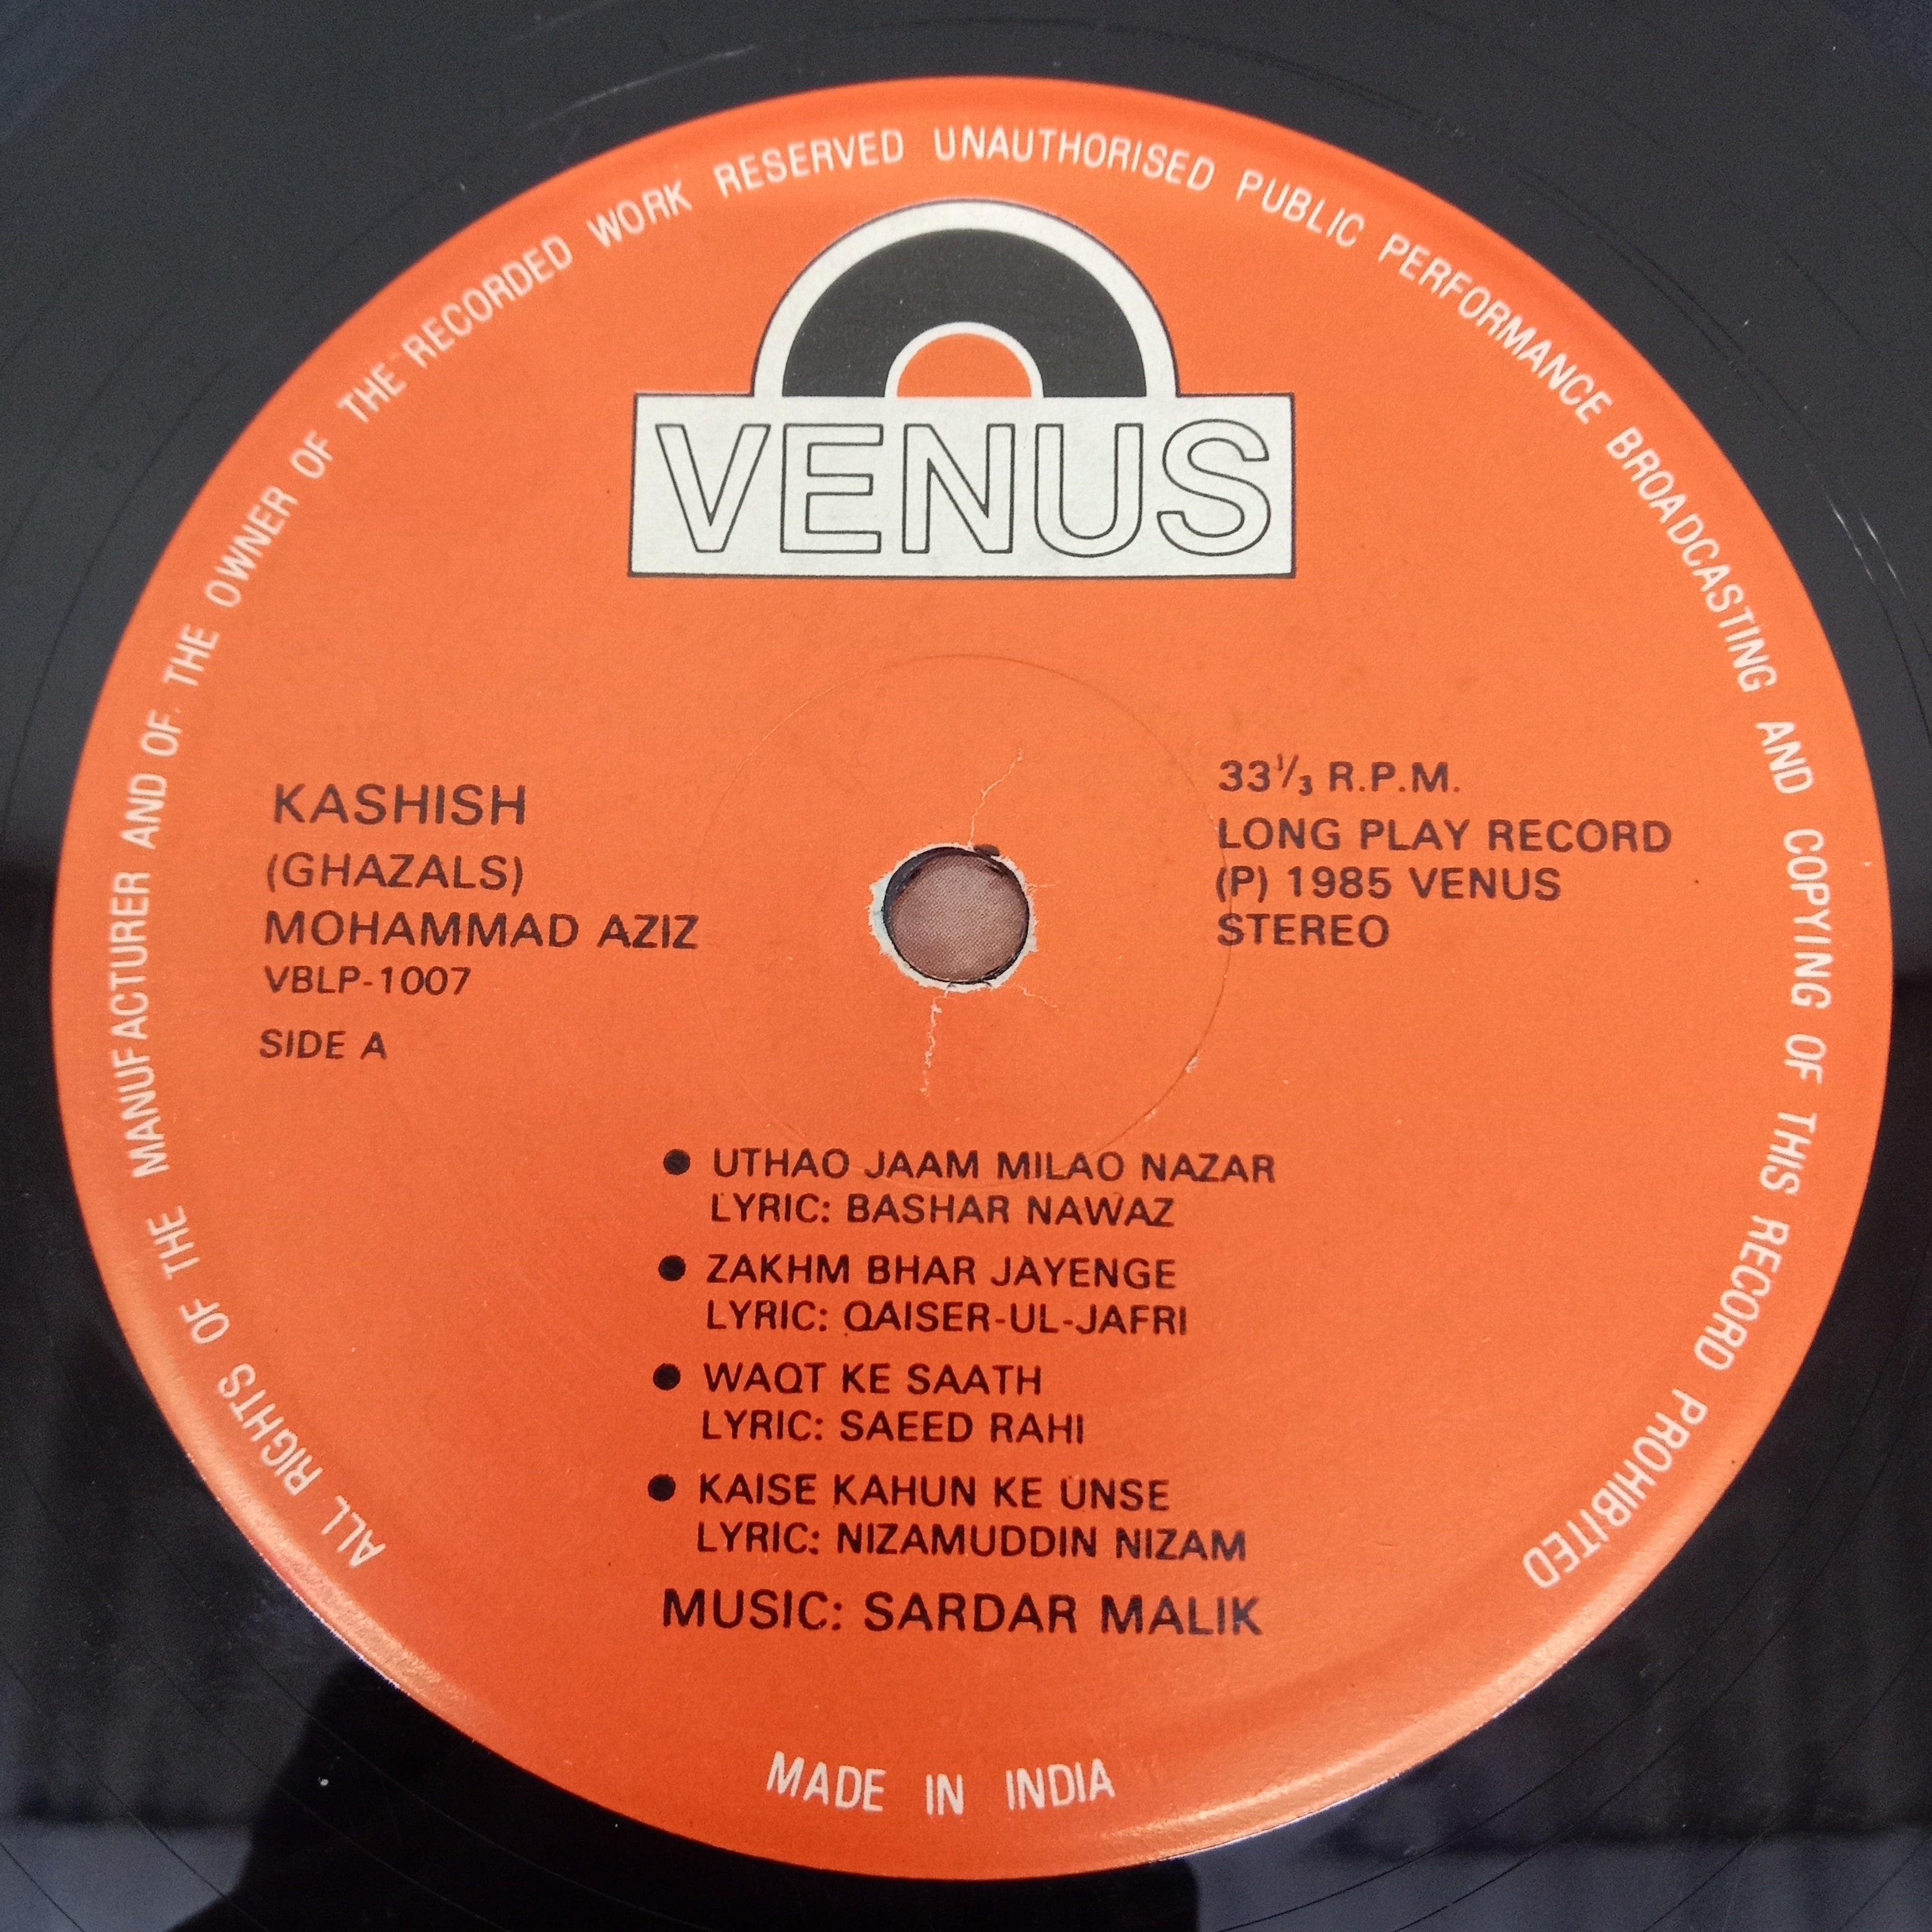 ALL RIGHTS OF THE MANUFACTURER AND OF THE OWNER OF THE RECORDED WORK RESERVED UNAUTHORISED PUBLIC PERFORMANCE BROADCASTING AND COPYING OF THIS RECORD PROHIBITED
VENUS
KASHISH
(GHAZALS)
MOHAMMAD AZIZ
VBLP-1007
SIDE A
33⅓ R.P.M.
LONG PLAY RECORD
(P) 1985 VENUS
STEREO
● UTHAO JAAM MILAO NAZAR
LYRIC: BASHAR NAWAZ
● ZAKHM BHAR JAYENGE
LYRIC: QAISER-UL-JAFRI
● WAQT KE SAATH
LYRIC: SAEED RAHI
● KAISE KAHUN KE UNSE
LYRIC: NIZAMUDDIN NIZAM
MUSIC: SARDAR MALIK
MADE IN INDIA